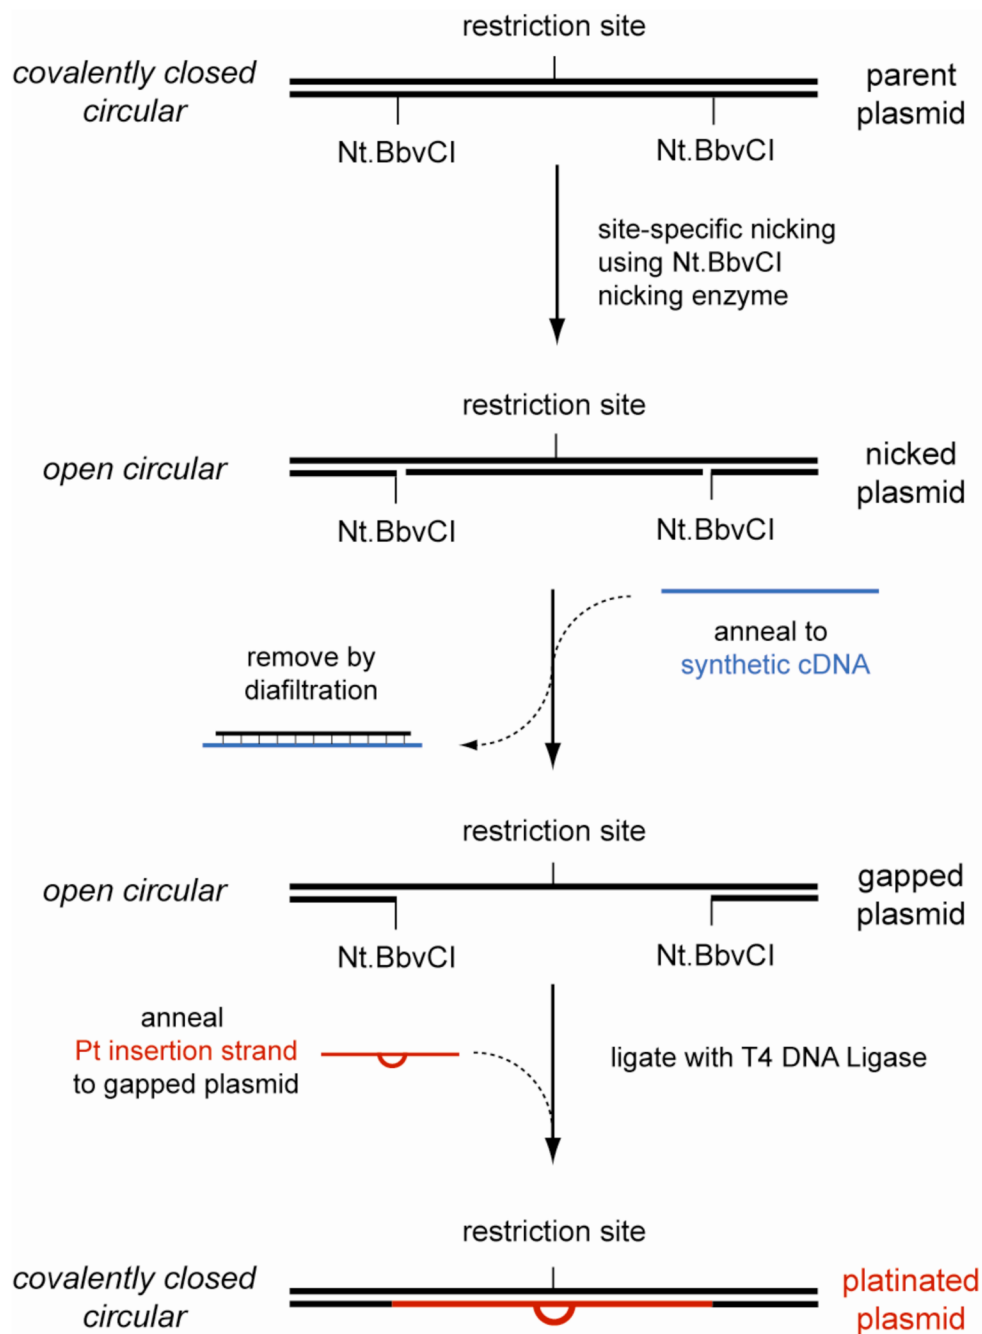 restriction site
covalently closed
circular
parent
plasmid
Nt.BbvCI
Nt.BbvCI
site-specific nicking
using Nt.BbvCI
nicking enzyme
restriction site
open circular
nicked
plasmid
Nt.BbvCI
Nt.BbvCI
anneal to
synthetic cDNA
remove by
diafiltration
restriction site
open circular
gapped
plasmid
Nt.BbvCI
Nt.BbvCI
anneal
Pt insertion strand
to gapped plasmid
ligate with T4 DNA Ligase
restriction site
covalently closed
circular
platinated
plasmid